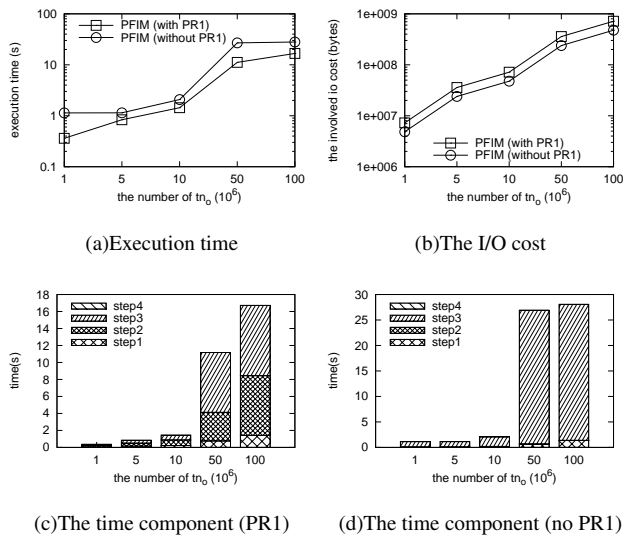 100
10
1
0.1
execution time (s)
PFIM (with PR1)
PFIM (without PR1)
1 5 10 50 100
the number of tn_o (10^6)
(a)Execution time
1e+009
1e+008
1e+007
1e+006
the involved io cost (bytes)
PFIM (with PR1)
PFIM (without PR1)
1 5 10 50 100
the number of tn_o (10^6)
(b)The I/O cost
18
16
14
12
10
8
6
4
2
0
time(s)
step4
step3
step2
step1
1 5 10 50 100
the number of tn_o (10^6)
(c)The time component (PR1)
30
25
20
15
10
5
0
time(s)
step4
step3
step2
step1
1 5 10 50 100
the number of tn_o (10^6)
(d)The time component (no PR1)